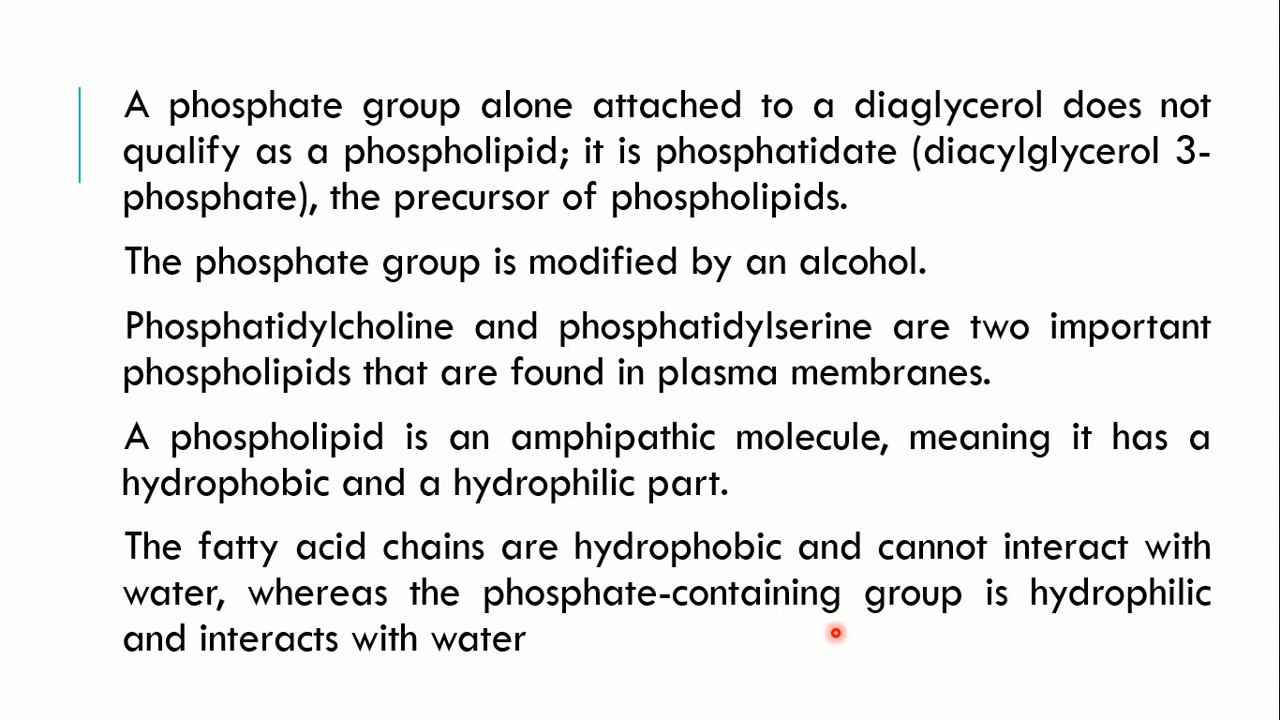 A phosphate group alone attached to a diaglycerol does not
qualify as a phospholipid; it is phosphatidate (diacylglycerol 3-
phosphate), the precursor of phospholipids.
The phosphate group is modified by an alcohol.
Phosphatidylcholine and phosphatidylserine are two important
phospholipids that are found in plasma membranes.
A phospholipid is an amphipathic molecule, meaning it has a
hydrophobic and a hydrophilic part.
The fatty acid chains are hydrophobic and cannot interact with
water, whereas the phosphate-containing group is hydrophilic
and interacts with water